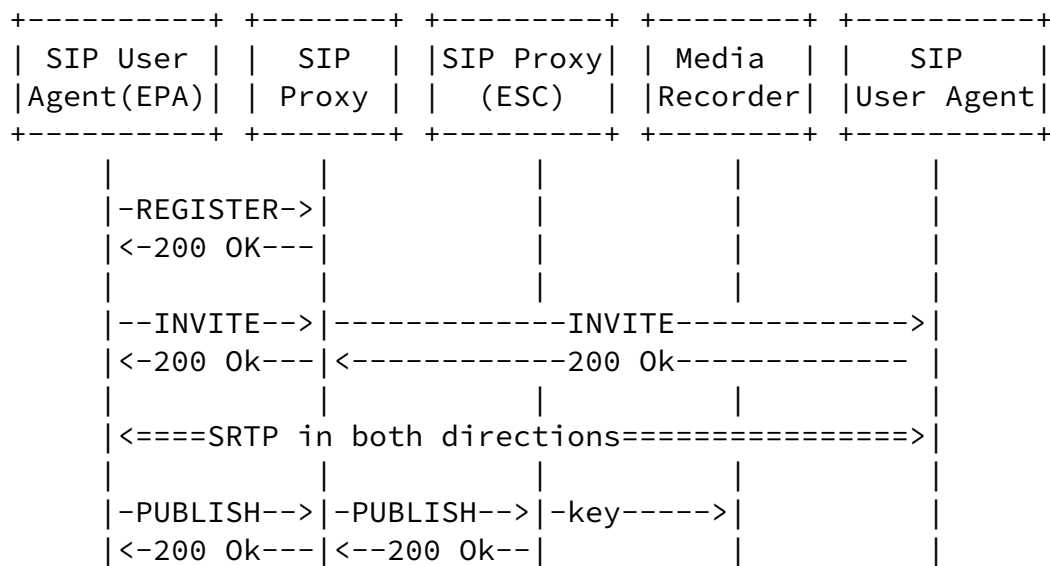 +----------+ +-------+ +---------+ +--------+ +----------+
| SIP User | |  SIP  | |SIP Proxy| | Media  | |   SIP    |
|Agent(EPA)| | Proxy | |  (ESC)  | |Recorder| |User Agent|
+----------+ +-------+ +---------+ +--------+ +----------+
     |          |          |         |         |
     |-REGISTER->|          |         |         |
     |<-200 OK---|          |         |         |
     |          |          |         |         |
     |--INVITE-->|------------INVITE------------>|
     |<-200 Ok---|<-----------200 Ok------------ |
     |          |          |         |         |
     |<====SRTP in both directions===============>|
     |          |          |         |         |
     |-PUBLISH-->|-PUBLISH-->|-key----->|         |
     |<-200 Ok---|<--200 Ok--|         |         |